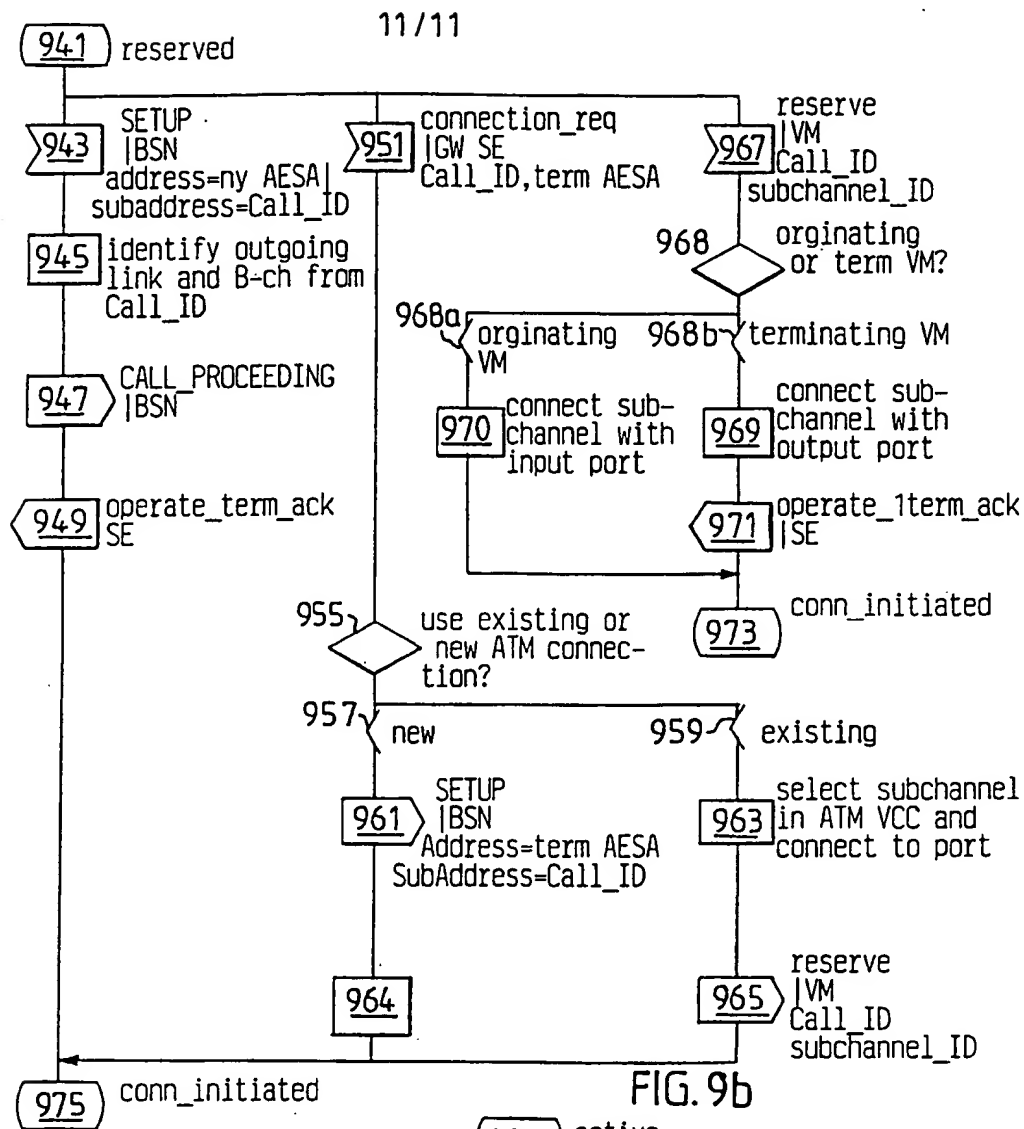 11/11
941 reserved
943 SETUP
|BSN
address=ny AESA|
subaddress=Call_ID
951 connection_req
|GW SE
Call_ID,term AESA
967 reserve
|VM
Call_ID
subchannel_ID
945 identify outgoing
link and B-ch from
Call_ID
968 orginating
or term VM?
968a orginating
VM
968b terminating VM
947 CALL_PROCEEDING
|BSN
970 connect sub-
channel with
input port
969 connect sub-
channel with
output port
949 operate_term_ack
SE
971 operate_1term_ack
|SE
973 conn_initiated
955 use existing or
new ATM connec-
tion?
957 new
959 existing
961 SETUP
|BSN
Address=term AESA
SubAddress=Call_ID
963 select subchannel
in ATM VCC and
connect to port
964
965 reserve
|VM
Call_ID
subchannel_ID
975 conn_initiated
FIG. 9b